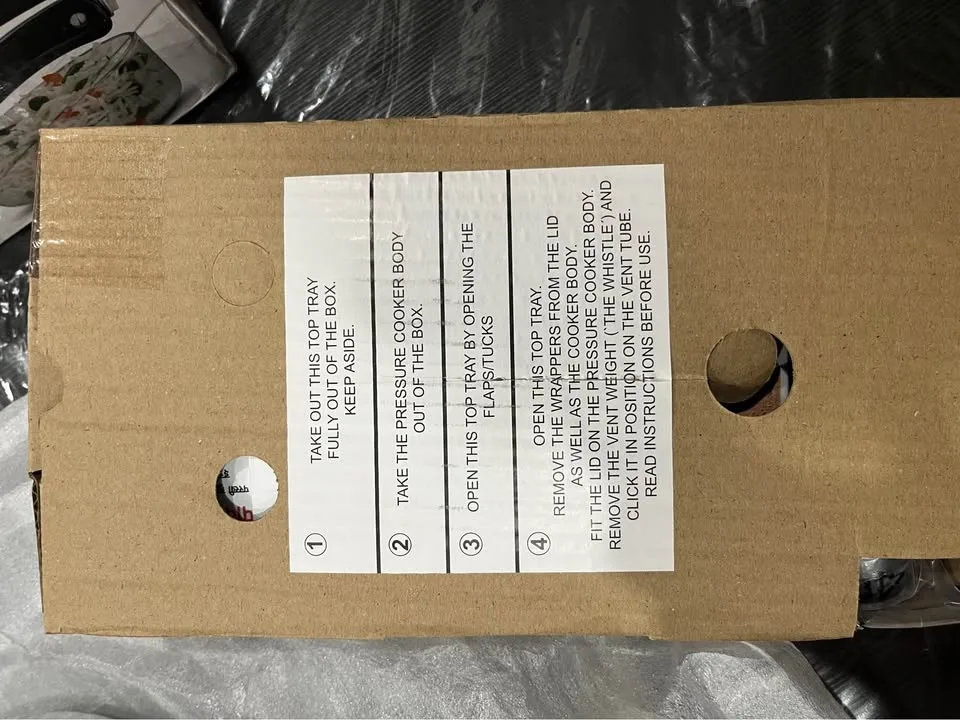 ① TAKE OUT THIS TOP TRAY
FULLY OUT OF THE BOX.
KEEP ASIDE.
② TAKE THE PRESSURE COOKER BODY
OUT OF THE BOX.
③ OPEN THIS TOP TRAY BY OPENING THE
FLAPS/TUCKS
④ OPEN THIS TOP TRAY.
REMOVE THE WRAPPERS FROM THE LID
AS WELL AS THE COOKER BODY.
FIT THE LID ON THE PRESSURE COOKER BODY.
REMOVE THE VENT WEIGHT (`THE WHISTLE´) AND
CLICK IT IN POSITION ON THE VENT TUBE.
READ INSTRUCTIONS BEFORE USE.